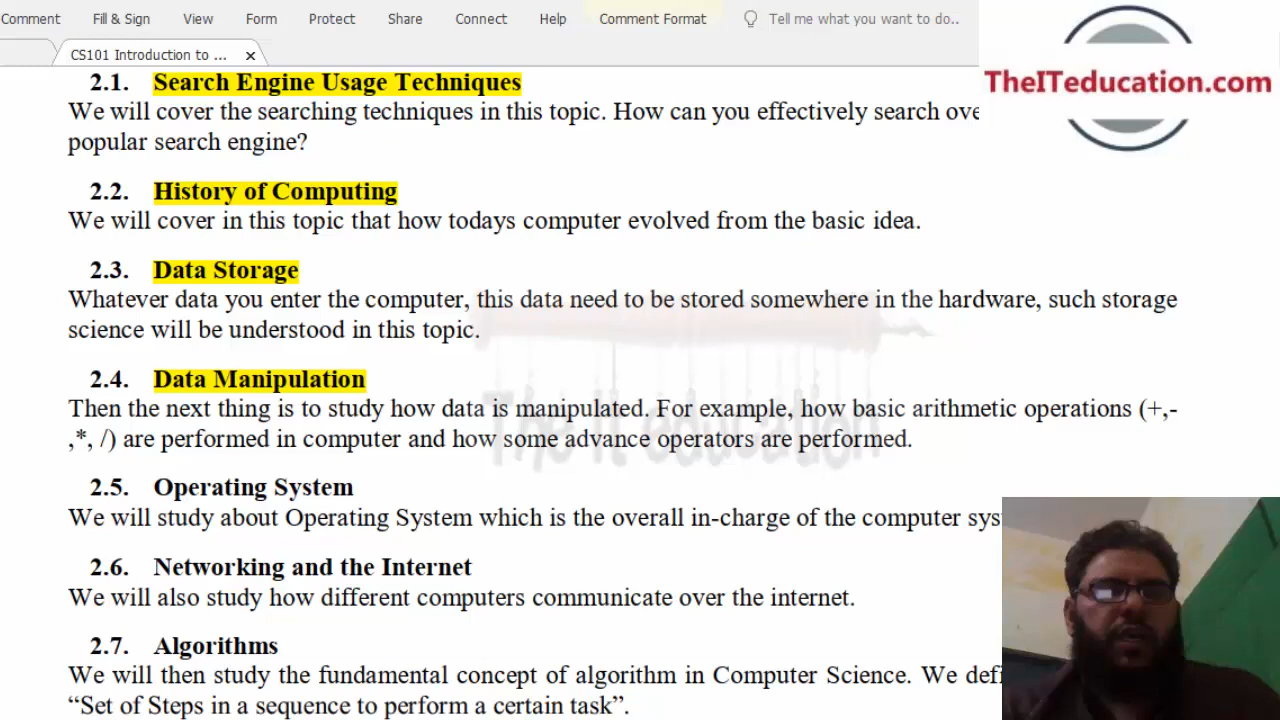 Comment Fill & Sign View Form Protect Share Connect Help Comment Format Tell me what you want to do..
CS101 Introduction to ... ×
TheITeducation.com
2.1. Search Engine Usage Techniques
We will cover the searching techniques in this topic. How can you effectively search ove
popular search engine?
2.2. History of Computing
We will cover in this topic that how todays computer evolved from the basic idea.
2.3. Data Storage
Whatever data you enter the computer, this data need to be stored somewhere in the hardware, such storage
science will be understood in this topic.
2.4. Data Manipulation
Then the next thing is to study how data is manipulated. For example, how basic arithmetic operations (+,-
,*, /) are performed in computer and how some advance operators are performed.
The IT education
2.5. Operating System
We will study about Operating System which is the overall in-charge of the computer sys
2.6. Networking and the Internet
We will also study how different computers communicate over the internet.
2.7. Algorithms
We will then study the fundamental concept of algorithm in Computer Science. We defi
“Set of Steps in a sequence to perform a certain task”.